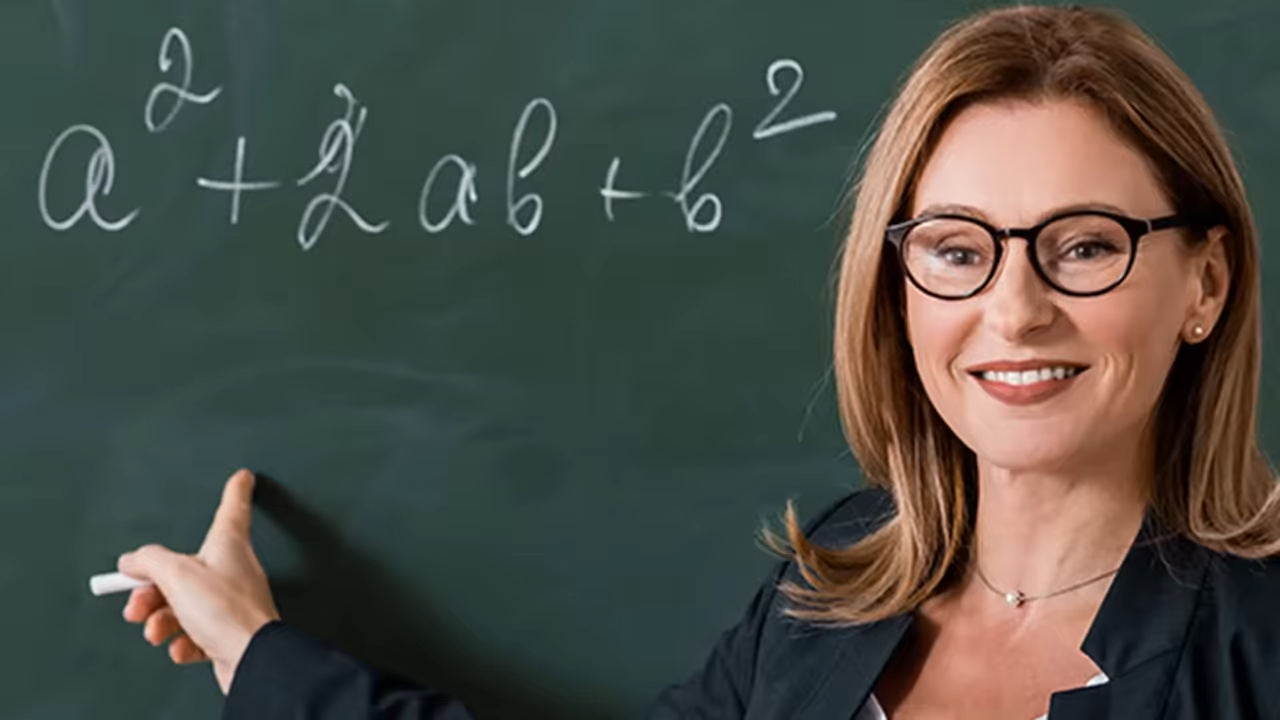 a² + 2ab + b²